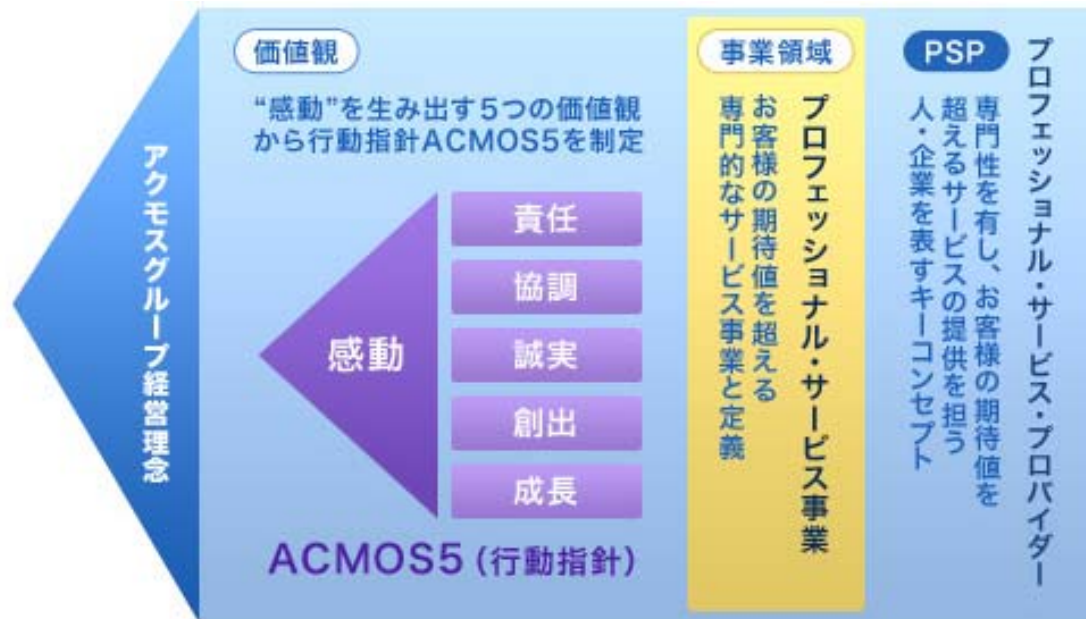 アクモスグループ経営理念
価値観
“感動”を生み出す5つの価値観
から行動指針ACMOS5を制定
感動
責任
協調
誠実
創出
成長
ACMOS5（行動指針）
事業領域
プロフェッショナル・サービス事業
お客様の期待値を超える
専門的なサービス事業と定義
PSP
プロフェッショナル・サービス・プロバイダー
専門性を有し、お客様の期待値を
超えるサービスの提供を担う
人・企業を表すキーコンセプト